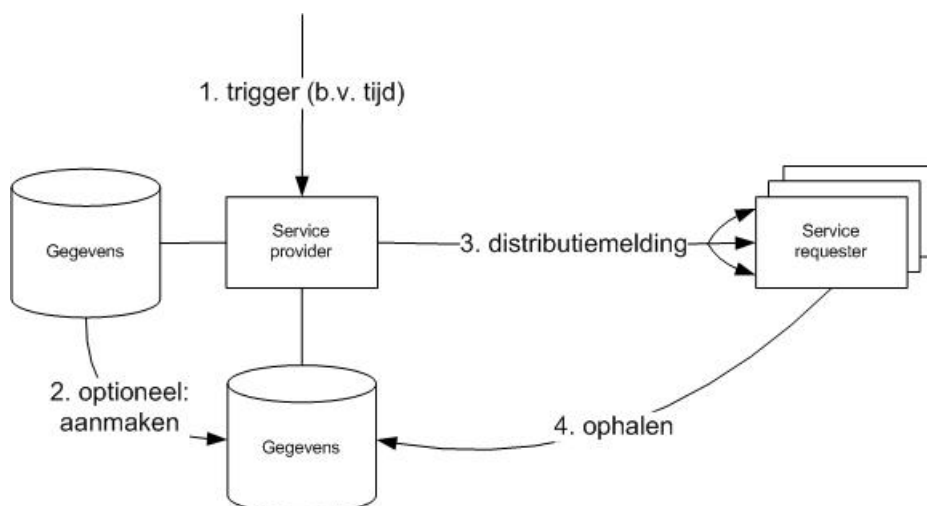 1. trigger (b.v. tijd)
Gegevens
Service
provider
3. distributiemelding
Service
requester
2. optioneel:
aanmaken
Gegevens
4. ophalen